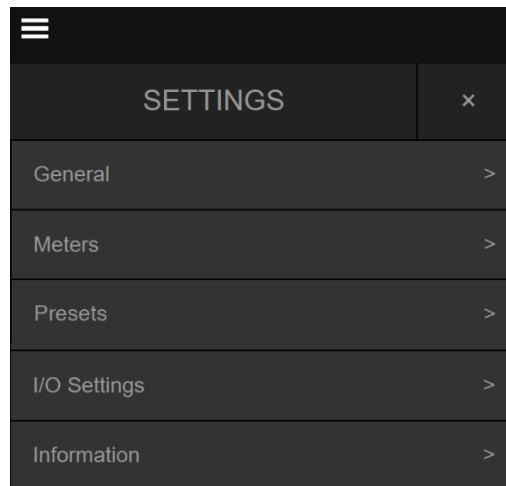 SETTINGS ×
General >
Meters >
Presets >
I/O Settings >
Information >